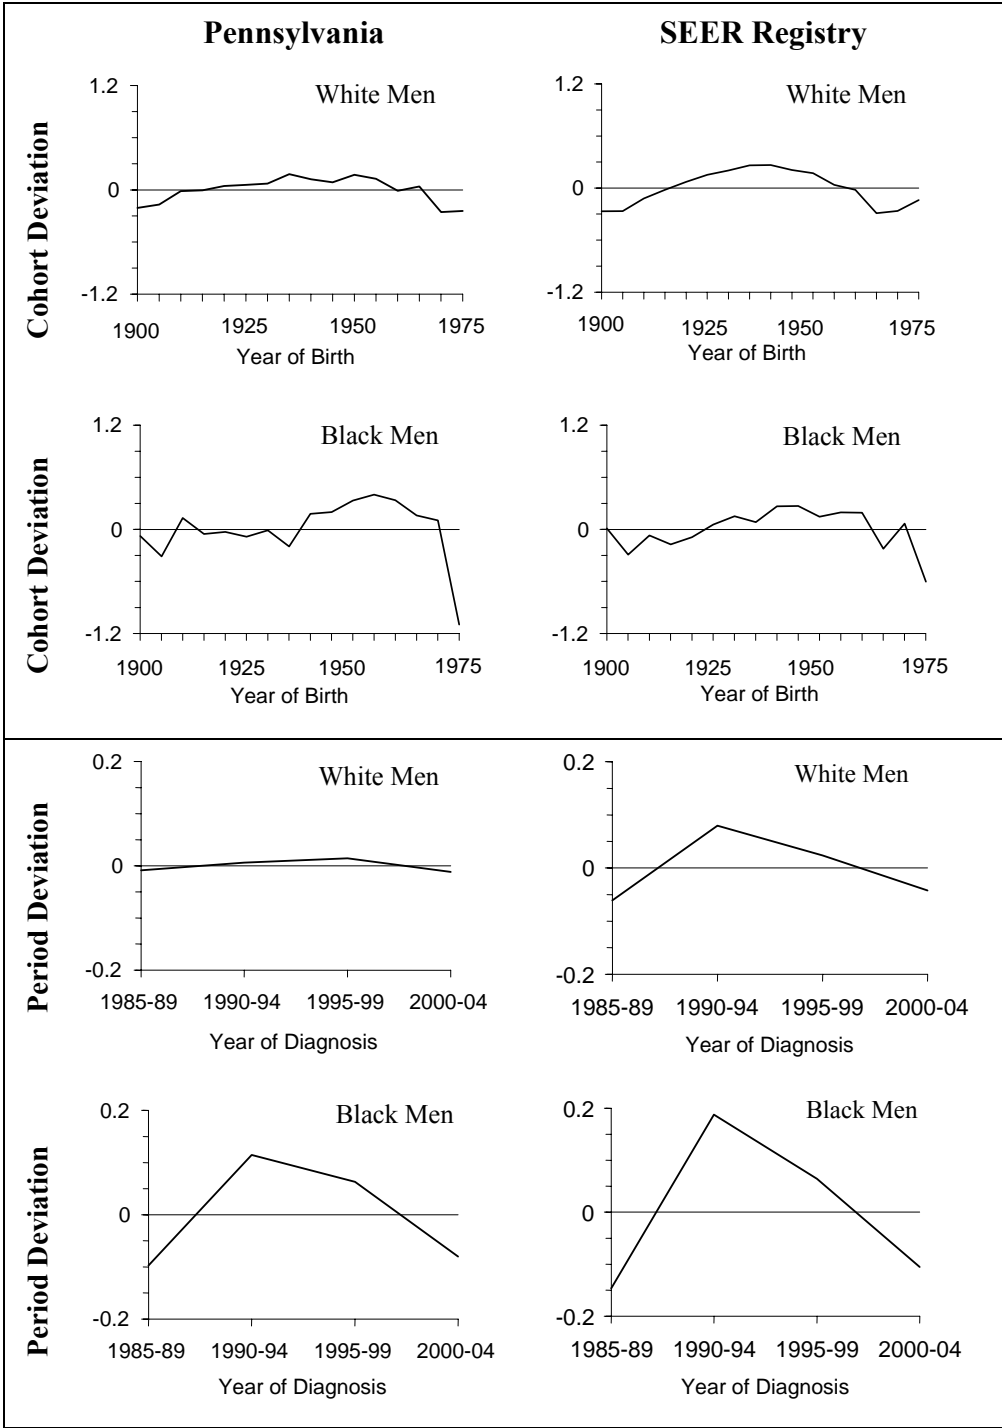 Pennsylvania
SEER Registry
Cohort Deviation
White Men
1.2
0
-1.2
1900
1925
1950
1975
Year of Birth
White Men
1.2
0
-1.2
1900
1925
1950
1975
Year of Birth
Cohort Deviation
Black Men
1.2
0
-1.2
1900
1925
1950
1975
Year of Birth
Black Men
1.2
0
-1.2
1900
1925
1950
1975
Year of Birth
Period Deviation
White Men
0.2
0
-0.2
1985-89 1990-94 1995-99 2000-04
Year of Diagnosis
White Men
0.2
0
-0.2
1985-89 1990-94 1995-99 2000-04
Year of Diagnosis
Period Deviation
Black Men
0.2
0
-0.2
1985-89 1990-94 1995-99 2000-04
Year of Diagnosis
Black Men
0.2
0
-0.2
1985-89 1990-94 1995-99 2000-04
Year of Diagnosis